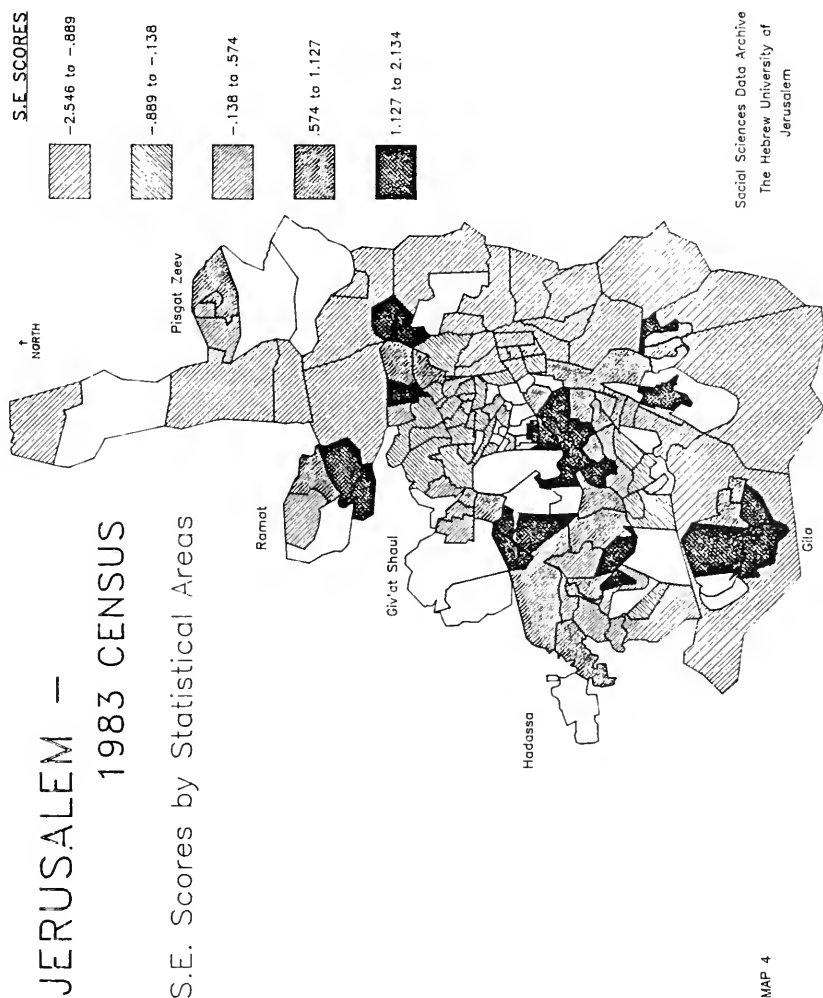 JERUSALEM –
1983 CENSUS
S.E. Scores by Statistical Areas
S.E SCORES
-2.546 to -.889
-.889 to -.138
-.138 to .574
.574 to 1.127
1.127 to 2.134
↑
NORTH
Pisgat Zeev
Ramot
Giv'at Shaul
Hadassa
Gila
Social Sciences Data Archive
The Hebrew University of
Jerusalem
MAP 4